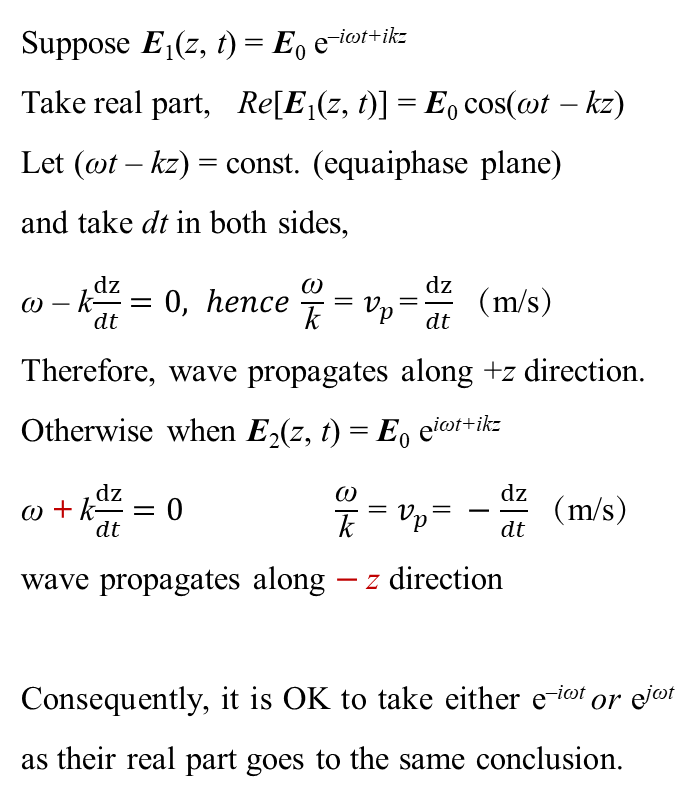 Suppose E₁(z, t) = E₀ e^(–iωt+ikz)
Take real part, Re[E₁(z, t)] = E₀ cos(ωt – kz)
Let (ωt – kz) = const. (equaiphase plane)
and take dt in both sides,
ω – k dz/dt = 0, hence ω/k = vₚ = dz/dt (m/s)
Therefore, wave propagates along +z direction.
Otherwise when E₂(z, t) = E₀ e^(iωt+ikz)
ω + k dz/dt = 0 ω/k = vₚ = – dz/dt (m/s)
wave propagates along – z direction
Consequently, it is OK to take either e^(–iωt) or e^(jωt)
as their real part goes to the same conclusion.